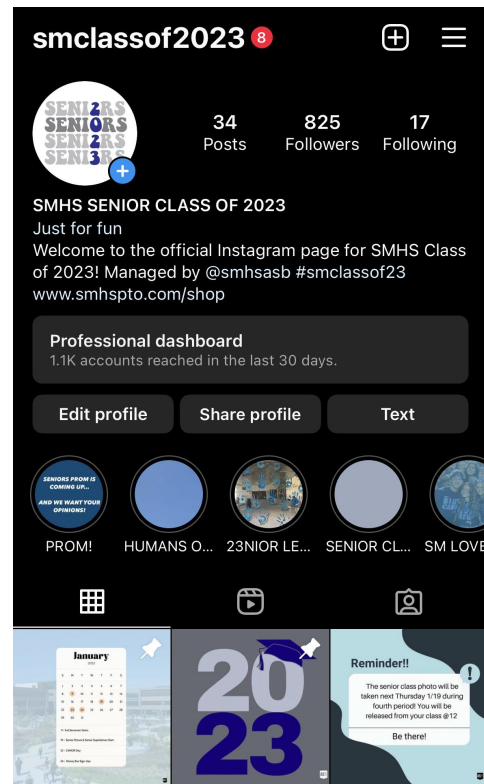 smclassof2023 8
SENI2RS
SENIORS
SENI2RS
SENI3RS
34 825 17
Posts Followers Following
SMHS SENIOR CLASS OF 2023
Just for fun
Welcome to the official Instagram page for SMHS Class
of 2023! Managed by @smhsasb #smclassof23
www.smhspto.com/shop
Professional dashboard
1.1K accounts reached in the last 30 days.
Edit profile Share profile Text
SENIORS PROM IS
COMING UP...
AND WE WANT YOUR
OPINIONS!
PROM! HUMANS O... 23NIOR LE... SENIOR CL... SM LOVE
January
20
23
Reminder!!
The senior class photo will be
taken next Thursday 1/19 during
fourth period! You will be
released from your class @12
Be there!